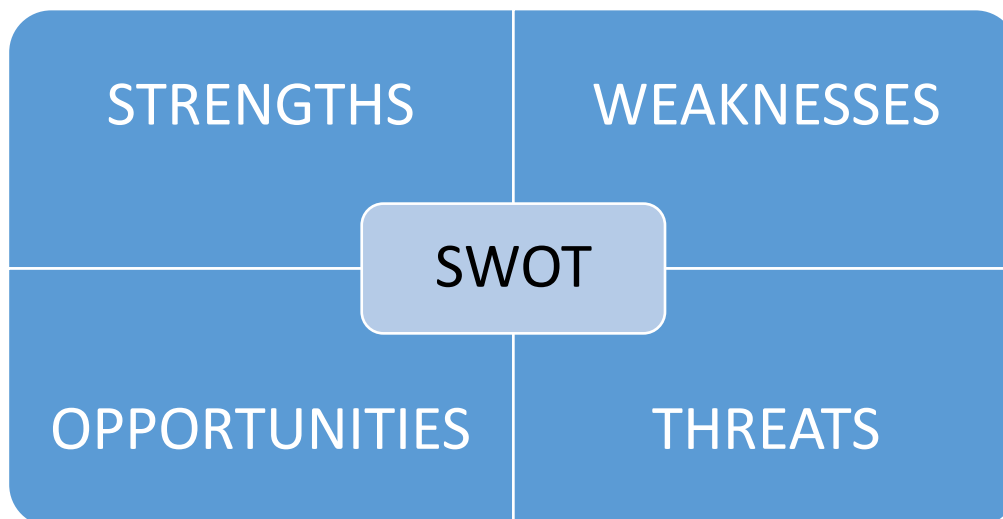 STRENGTHS
WEAKNESSES
SWOT
OPPORTUNITIES
THREATS